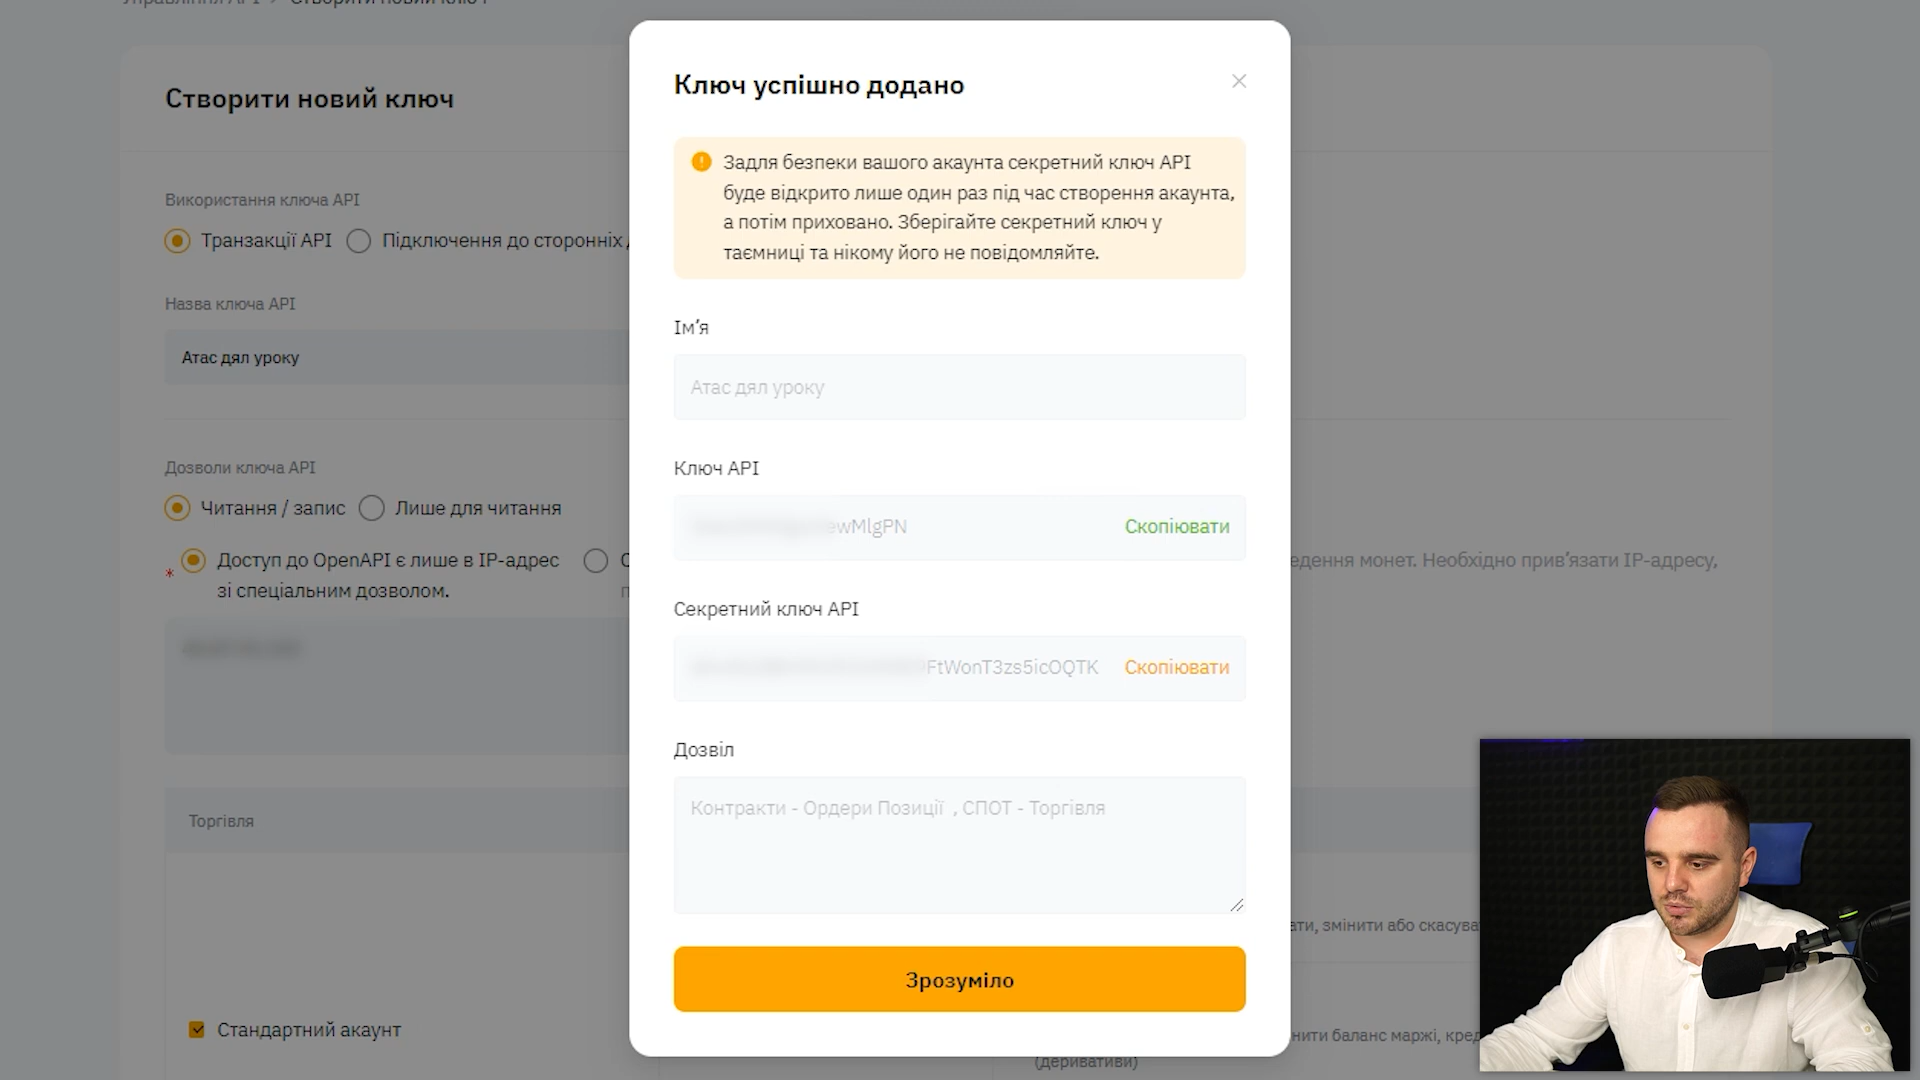 Створити новий ключ
Використання ключа API
Транзакції API
Підключення до сторонніх
Назва ключа API
Атас дял уроку
Дозволи ключа API
Читання / запис
Лише для читання
* Доступ до OpenAPI є лише в IP-адрес
зі спеціальним дозволом.
Торгівля
Стандартний акаунт
Ключ успішно додано
Задля безпеки вашого акаунта секретний ключ API
буде відкрито лише один раз під час створення акаунта,
а потім приховано. Зберігайте секретний ключ у
таємниці та нікому його не повідомляйте.
Ім’я
Атас дял уроку
Ключ API
ewMlgPN
Скопіювати
Секретний ключ API
FtWonT3zs5icOQTK
Скопіювати
Дозвіл
Контракти - Ордери Позиції , СПОТ - Торгівля
Зрозуміло
едення монет. Необхідно прив’язати IP-адресу,
ати, змінити або скасува
нити баланс маржі, кред
(деривативи)